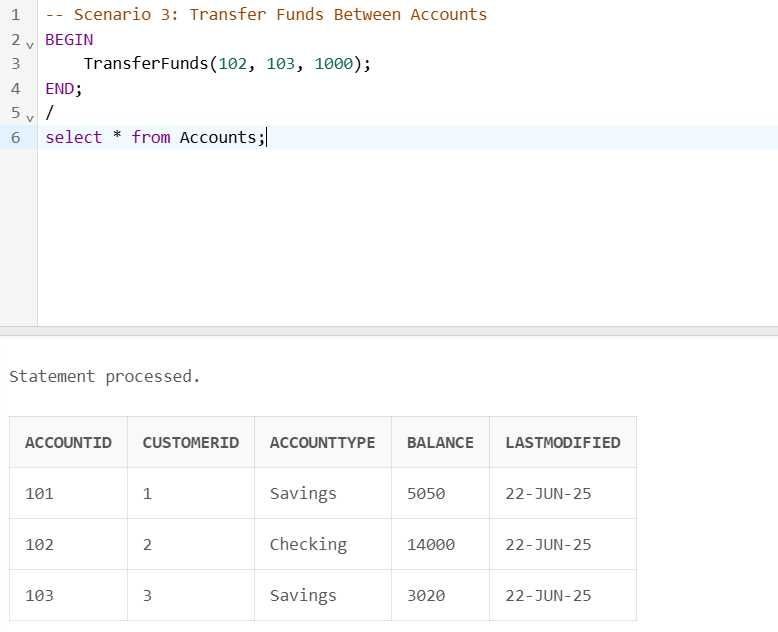 1 -- Scenario 3: Transfer Funds Between Accounts
2 BEGIN
3 TransferFunds(102, 103, 1000);
4 END;
5 /
6 select * from Accounts;
Statement processed.
ACCOUNTID CUSTOMERID ACCOUNTTYPE BALANCE LASTMODIFIED
101 1 Savings 5050 22-JUN-25
102 2 Checking 14000 22-JUN-25
103 3 Savings 3020 22-JUN-25